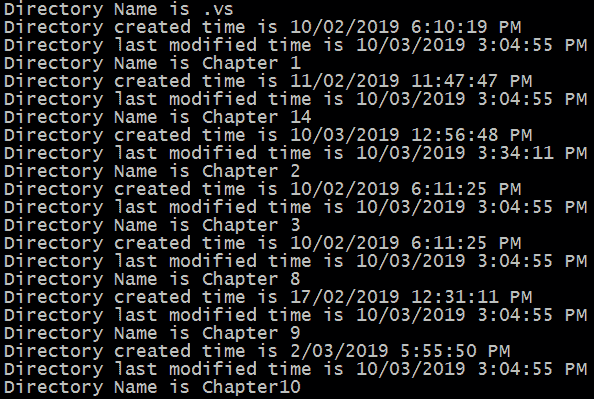 Directory Name is .vs
Directory created time is 10/02/2019 6:10:19 PM
Directory last modified time is 10/03/2019 3:04:55 PM
Directory Name is Chapter 1
Directory created time is 11/02/2019 11:47:47 PM
Directory last modified time is 10/03/2019 3:04:55 PM
Directory Name is Chapter 14
Directory created time is 10/03/2019 12:56:48 PM
Directory last modified time is 10/03/2019 3:34:11 PM
Directory Name is Chapter 2
Directory created time is 10/02/2019 6:11:25 PM
Directory last modified time is 10/03/2019 3:04:55 PM
Directory Name is Chapter 3
Directory created time is 10/02/2019 6:11:25 PM
Directory last modified time is 10/03/2019 3:04:55 PM
Directory Name is Chapter 8
Directory created time is 17/02/2019 12:31:11 PM
Directory last modified time is 10/03/2019 3:04:55 PM
Directory Name is Chapter 9
Directory created time is 2/03/2019 5:55:50 PM
Directory last modified time is 10/03/2019 3:04:55 PM
Directory Name is Chapter10